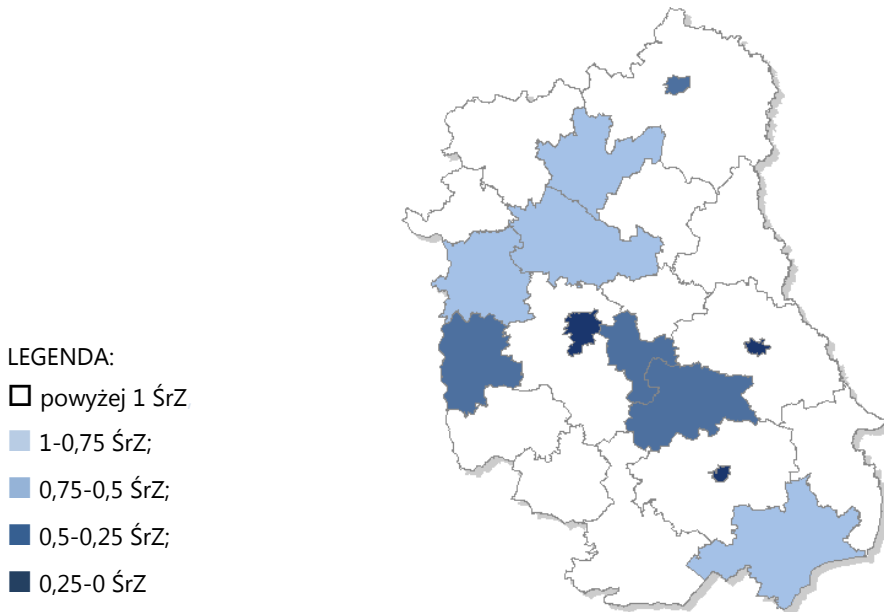 LEGENDA:
powyżej 1 ŚrZ
1-0,75 ŚrZ;
0,75-0,5 ŚrZ;
0,5-0,25 ŚrZ;
0,25-0 ŚrZ